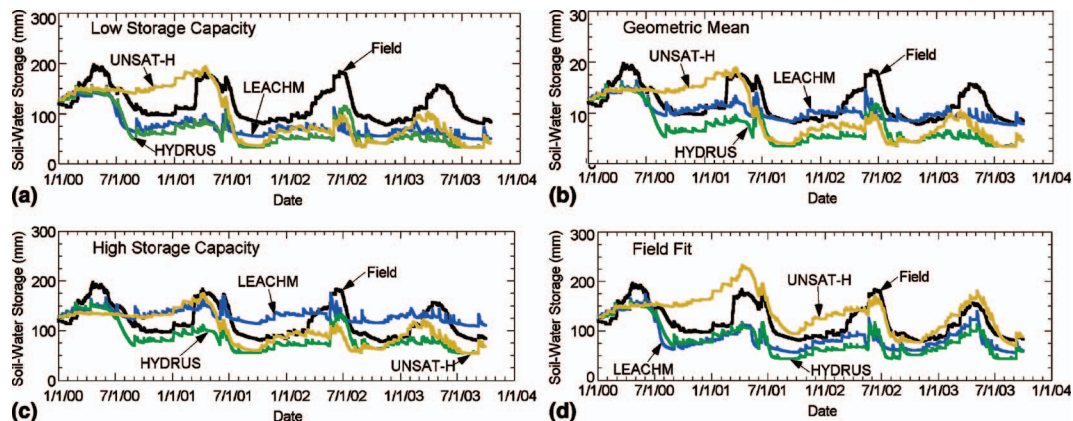 (a)
Low Storage Capacity
Soil-Water Storage (mm)
300
200
100
0
UNSAT-H
Field
LEACHM
HYDRUS
1/1/00 7/1/00 1/1/01 7/1/01 1/1/02 7/1/02 1/1/03 7/1/03 1/1/04
Date
(b)
Geometric Mean
Soil-Water Storage (mm)
30
20
10
0
UNSAT-H
LEACHM
Field
HYDRUS
1/1/00 7/1/00 1/1/01 7/1/01 1/1/02 7/1/02 1/1/03 7/1/03 1/1/04
Date
(c)
High Storage Capacity
Soil-Water Storage (mm)
300
200
100
0
LEACHM
Field
HYDRUS
UNSAT-H
1/1/00 7/1/00 1/1/01 7/1/01 1/1/02 7/1/02 1/1/03 7/1/03 1/1/04
Date
(d)
Field Fit
Soil-Water Storage (mm)
300
200
100
0
UNSAT-H
Field
LEACHM
HYDRUS
1/1/00 7/1/00 1/1/01 7/1/01 1/1/02 7/1/02 1/1/03 7/1/03 1/1/04
Date